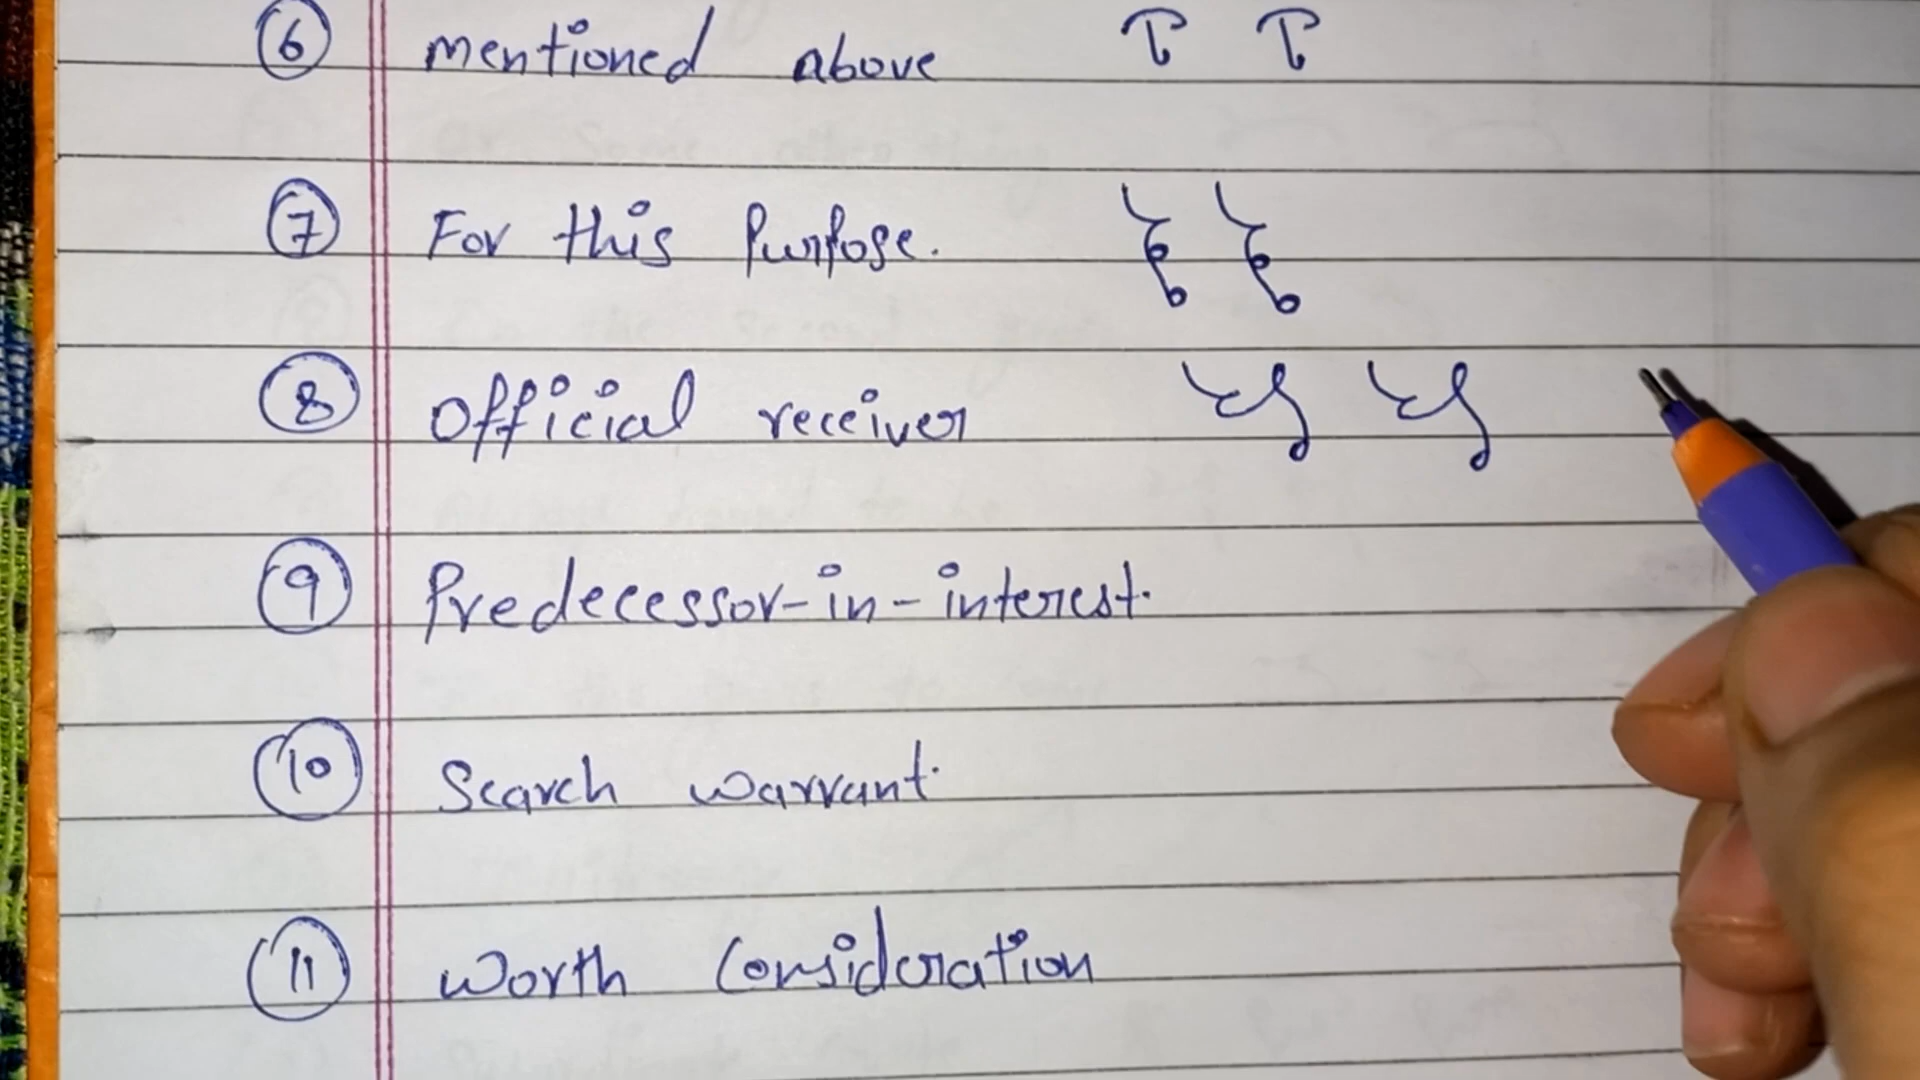 6 mentioned above
7 For this Purpose.
8 Official receiver
9 Predecessor-in-interest.
10 Search warrant.
11 Worth Consideration